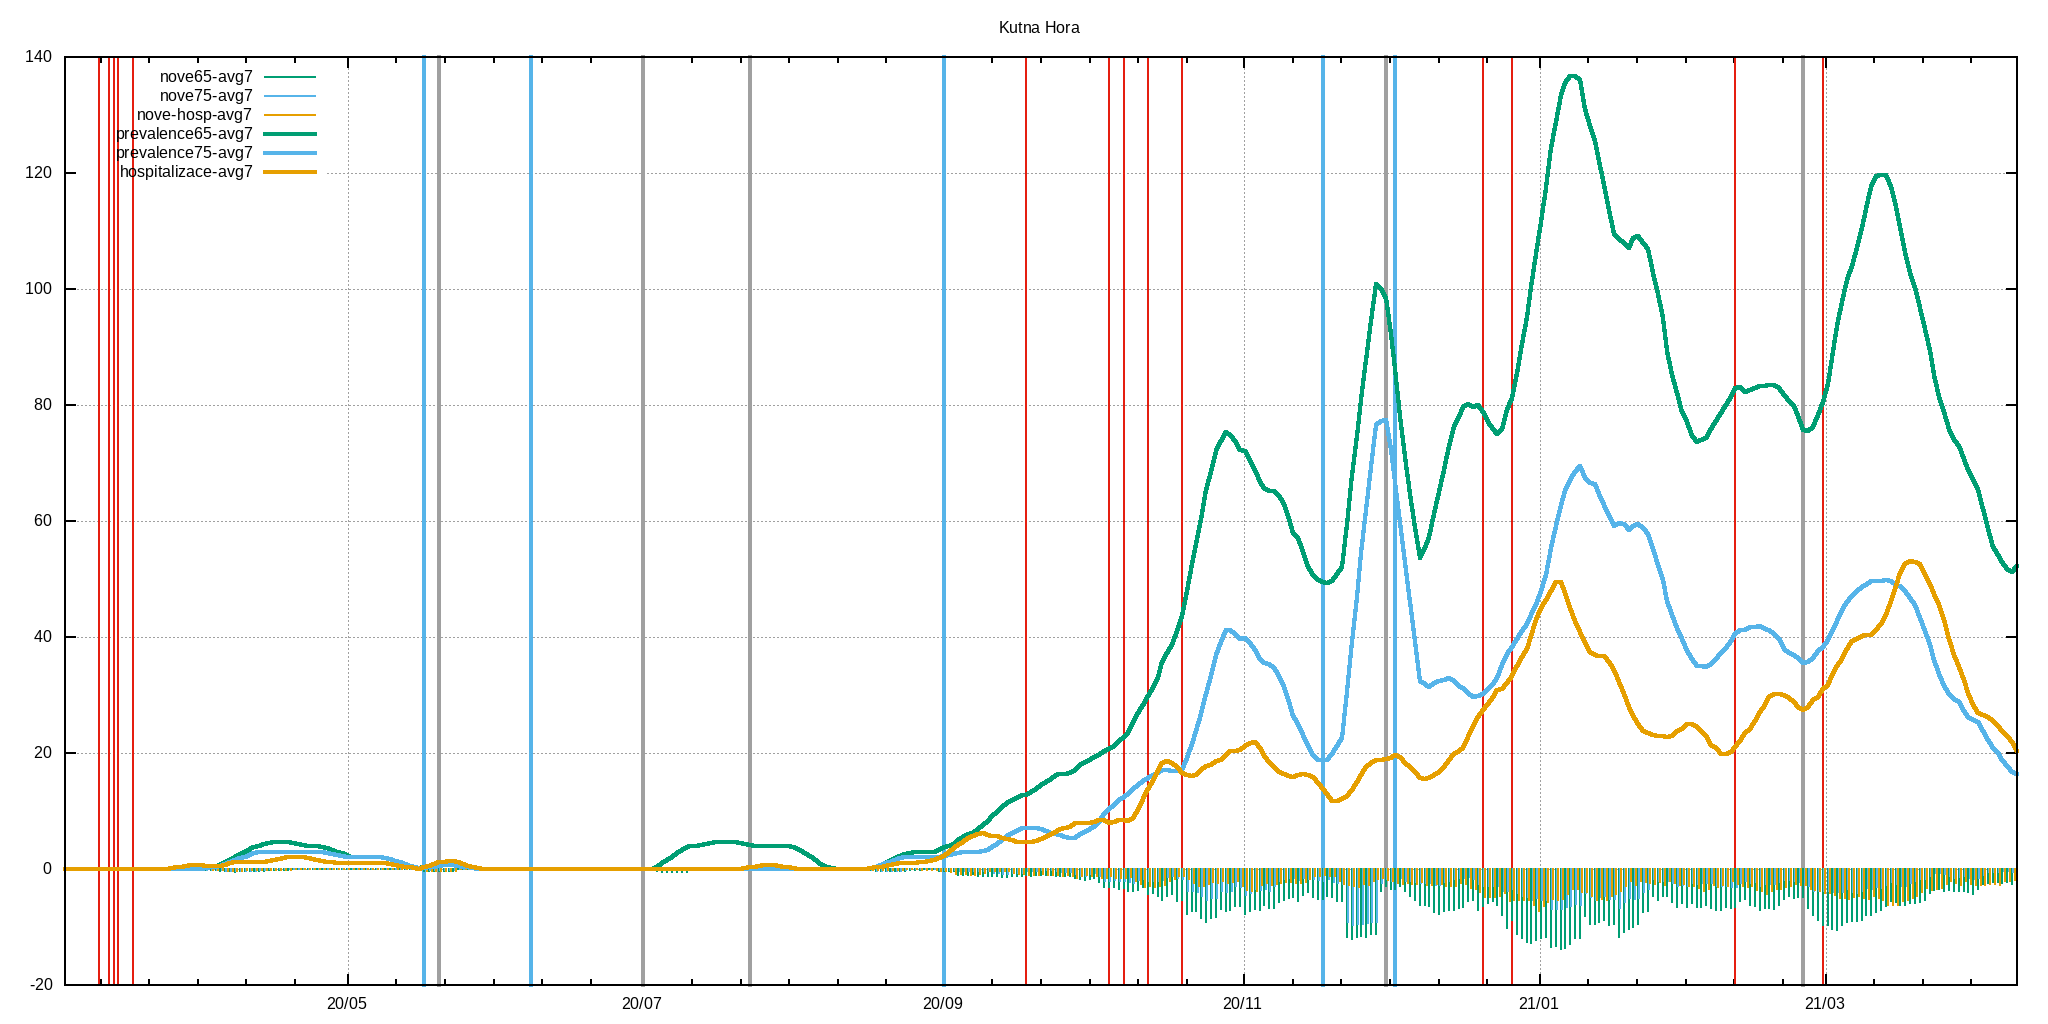 Kutna Hora
140
120
100
80
60
40
20
0
-20
nove65-avg7
nove75-avg7
nove-hosp-avg7
prevalence65-avg7
prevalence75-avg7
hospitalizace-avg7
20/05
20/07
20/09
20/11
21/01
21/03